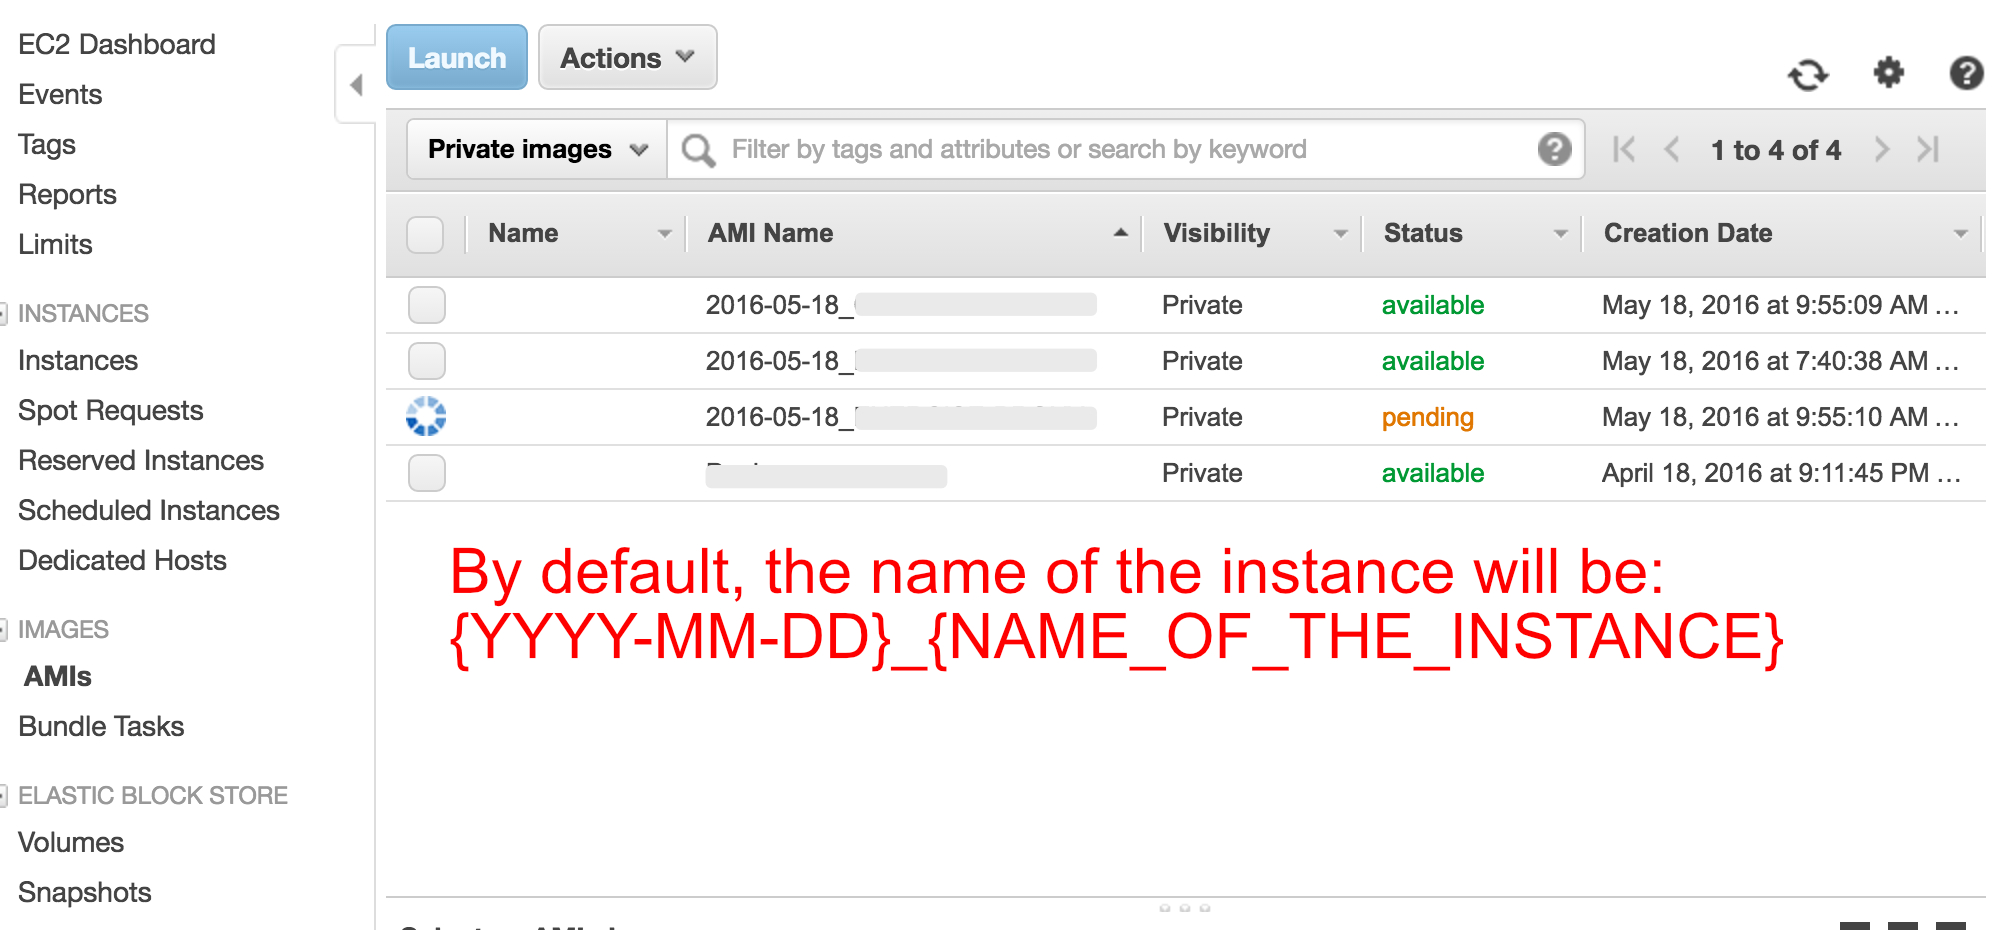 EC2 Dashboard
Events
Tags
Reports
Limits
INSTANCES
Instances
Spot Requests
Reserved Instances
Scheduled Instances
Dedicated Hosts
IMAGES
AMIs
Bundle Tasks
ELASTIC BLOCK STORE
Volumes
Snapshots
Launch Actions
Private images Filter by tags and attributes or search by keyword 1 to 4 of 4
Name AMI Name Visibility Status Creation Date
2016-05-18_ Private available May 18, 2016 at 9:55:09 AM …
2016-05-18_ Private available May 18, 2016 at 7:40:38 AM …
2016-05-18_ Private pending May 18, 2016 at 9:55:10 AM …
Private available April 18, 2016 at 9:11:45 PM …
By default, the name of the instance will be:
{YYYY-MM-DD}_{NAME_OF_THE_INSTANCE}